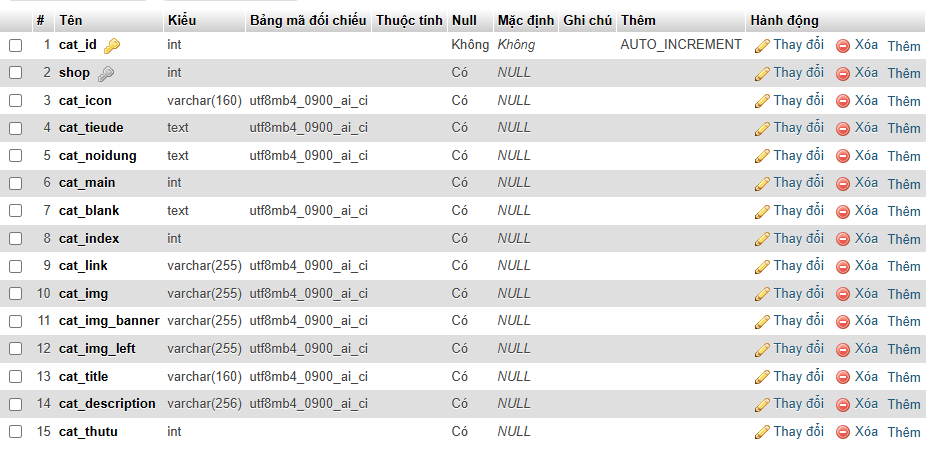 # Tên Kiểu Bảng mã đối chiếu Thuộc tính Null Mặc định Ghi chú Thêm Hành động
1 cat_id int Không Không AUTO_INCREMENT Thay đổi Xóa Thêm
2 shop int Có NULL Thay đổi Xóa Thêm
3 cat_icon varchar(160) utf8mb4_0900_ai_ci Có NULL Thay đổi Xóa Thêm
4 cat_tieude text utf8mb4_0900_ai_ci Có NULL Thay đổi Xóa Thêm
5 cat_noidung text utf8mb4_0900_ai_ci Có NULL Thay đổi Xóa Thêm
6 cat_main int Có NULL Thay đổi Xóa Thêm
7 cat_blank text utf8mb4_0900_ai_ci Có NULL Thay đổi Xóa Thêm
8 cat_index int Có NULL Thay đổi Xóa Thêm
9 cat_link varchar(255) utf8mb4_0900_ai_ci Có NULL Thay đổi Xóa Thêm
10 cat_img varchar(255) utf8mb4_0900_ai_ci Có NULL Thay đổi Xóa Thêm
11 cat_img_banner varchar(255) utf8mb4_0900_ai_ci Có NULL Thay đổi Xóa Thêm
12 cat_img_left varchar(255) utf8mb4_0900_ai_ci Có NULL Thay đổi Xóa Thêm
13 cat_title varchar(160) utf8mb4_0900_ai_ci Có NULL Thay đổi Xóa Thêm
14 cat_description varchar(256) utf8mb4_0900_ai_ci Có NULL Thay đổi Xóa Thêm
15 cat_thutu int Có NULL Thay đổi Xóa Thêm